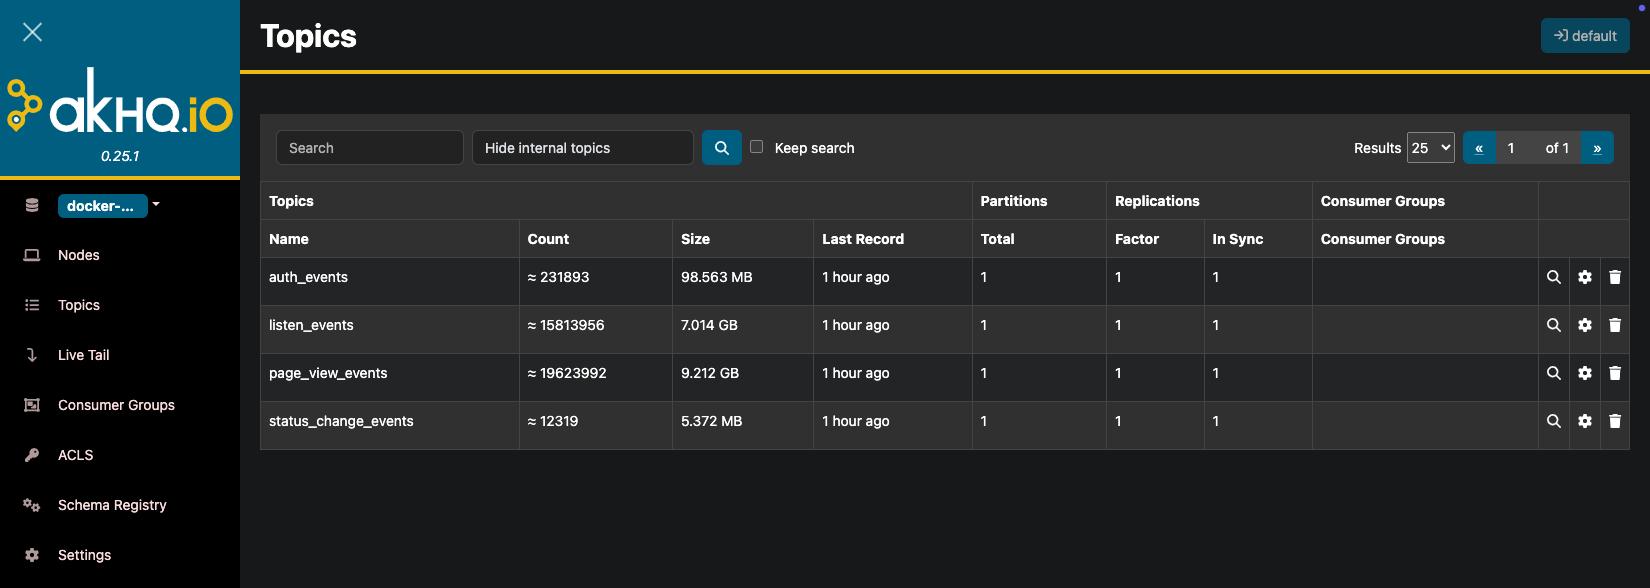 Topics
default
akHQ.io
0.25.1
docker-...
Nodes
Topics
Live Tail
Consumer Groups
ACLS
Schema Registry
Settings
Search
Hide internal topics
Keep search
Results 25 « 1 of 1 »
Topics Partitions Replications Consumer Groups
Name Count Size Last Record Total Factor In Sync Consumer Groups
auth_events ≈ 231893 98.563 MB 1 hour ago 1 1 1
listen_events ≈ 15813956 7.014 GB 1 hour ago 1 1 1
page_view_events ≈ 19623992 9.212 GB 1 hour ago 1 1 1
status_change_events ≈ 12319 5.372 MB 1 hour ago 1 1 1